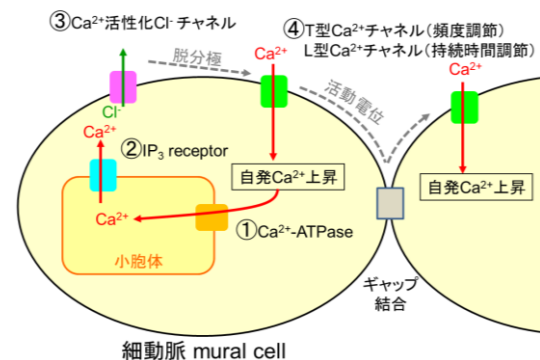 ③Ca²⁺活性化Cl⁻チャネル
④T型Ca²⁺チャネル(頻度調節)
L型Ca²⁺チャネル(持続時間調節)
脱分極
Ca²⁺
活動電位
Ca²⁺
Cl⁻
Ca²⁺
②IP₃ receptor
自発Ca²⁺上昇
自発Ca²⁺上昇
Ca²⁺
①Ca²⁺-ATPase
小胞体
ギャップ
結合
細動脈 mural cell